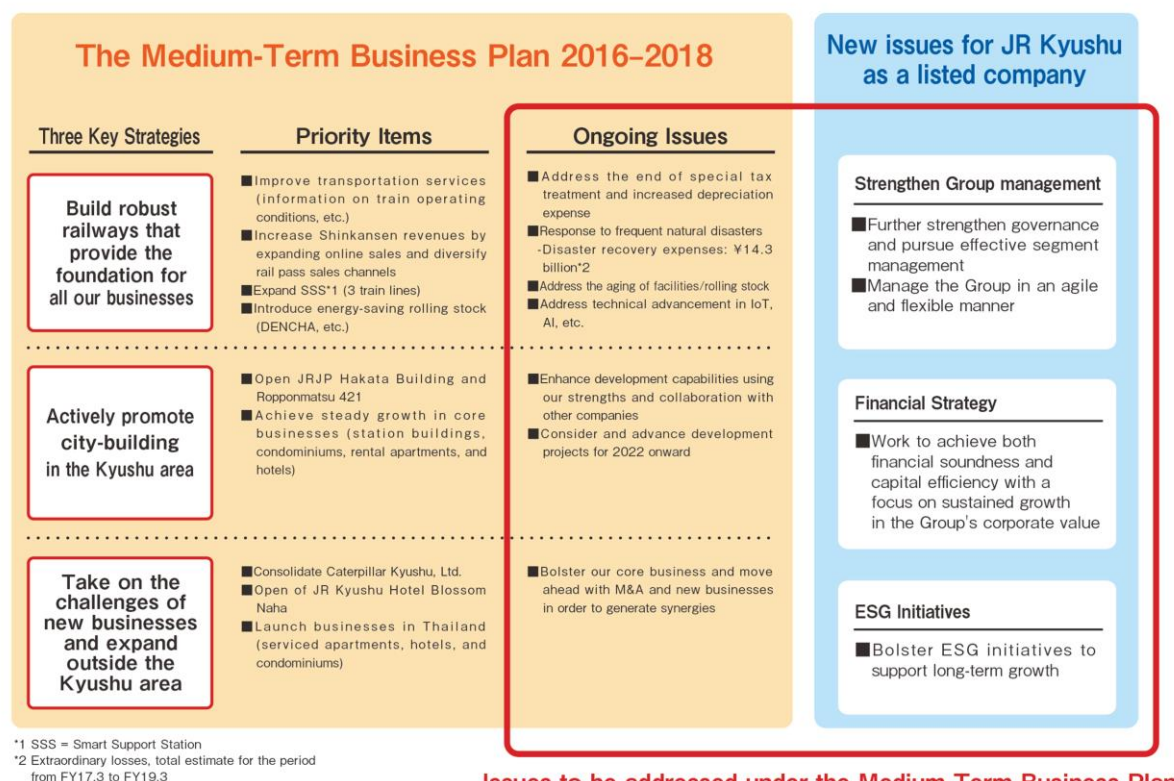 The Medium-Term Business Plan 2016–2018
New issues for JR Kyushu
as a listed company
Three Key Strategies
Priority Items
Ongoing Issues
Build robust
railways that
provide the
foundation for
all our businesses
■Improve transportation services
(information on train operating
conditions, etc.)
■Increase Shinkansen revenues by
expanding online sales and diversify
rail pass sales channels
■Expand SSS*1 (3 train lines)
■Introduce energy-saving rolling stock
(DENCHA, etc.)
■Address the end of special tax
treatment and increased depreciation
expense
■Response to frequent natural disasters
-Disaster recovery expenses: ¥14.3
billion*2
■Address the aging of facilities/rolling stock
■Address technical advancement in IoT,
AI, etc.
Actively promote
city-building
in the Kyushu area
■Open JRJP Hakata Building and
Ropponmatsu 421
■Achieve steady growth in core
businesses (station buildings,
condominiums, rental apartments, and
hotels)
■Enhance development capabilities using
our strengths and collaboration with
other companies
■Consider and advance development
projects for 2022 onward
Take on the
challenges of
new businesses
and expand
outside the
Kyushu area
■Consolidate Caterpillar Kyushu, Ltd.
■Open of JR Kyushu Hotel Blossom
Naha
■Launch businesses in Thailand
(serviced apartments, hotels, and
condominiums)
■Bolster our core business and move
ahead with M&A and new businesses
in order to generate synergies
Strengthen Group management
■Further strengthen governance
and pursue effective segment
management
■Manage the Group in an agile
and flexible manner
Financial Strategy
■Work to achieve both
financial soundness and
capital efficiency with a
focus on sustained growth
in the Group's corporate value
ESG Initiatives
■Bolster ESG initiatives to
support long-term growth
*1 SSS = Smart Support Station
*2 Extraordinary losses, total estimate for the period
from FY17.3 to FY19.3
Issues to be addressed under the Medium-Term Business Plan